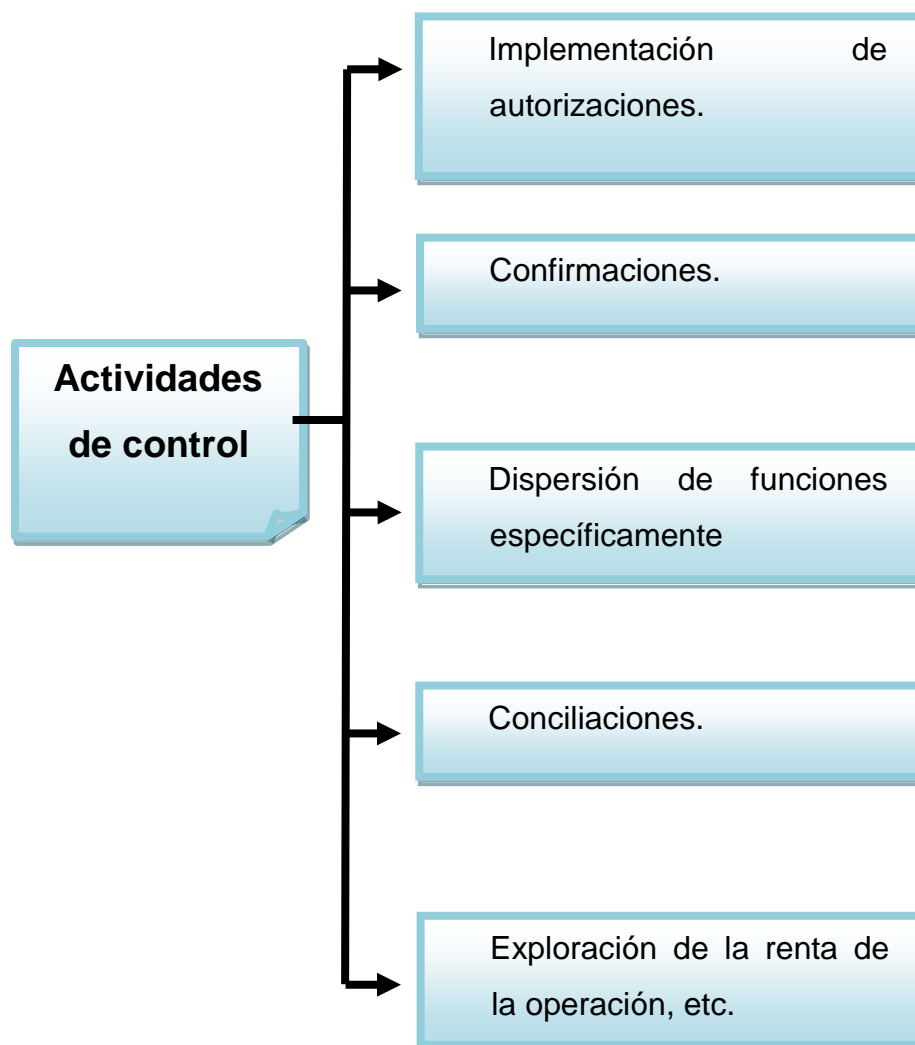 Implementación de
autorizaciones.
Confirmaciones.
Actividades
de control
Dispersión de funciones
específicamente
Conciliaciones.
Exploración de la renta de
la operación, etc.